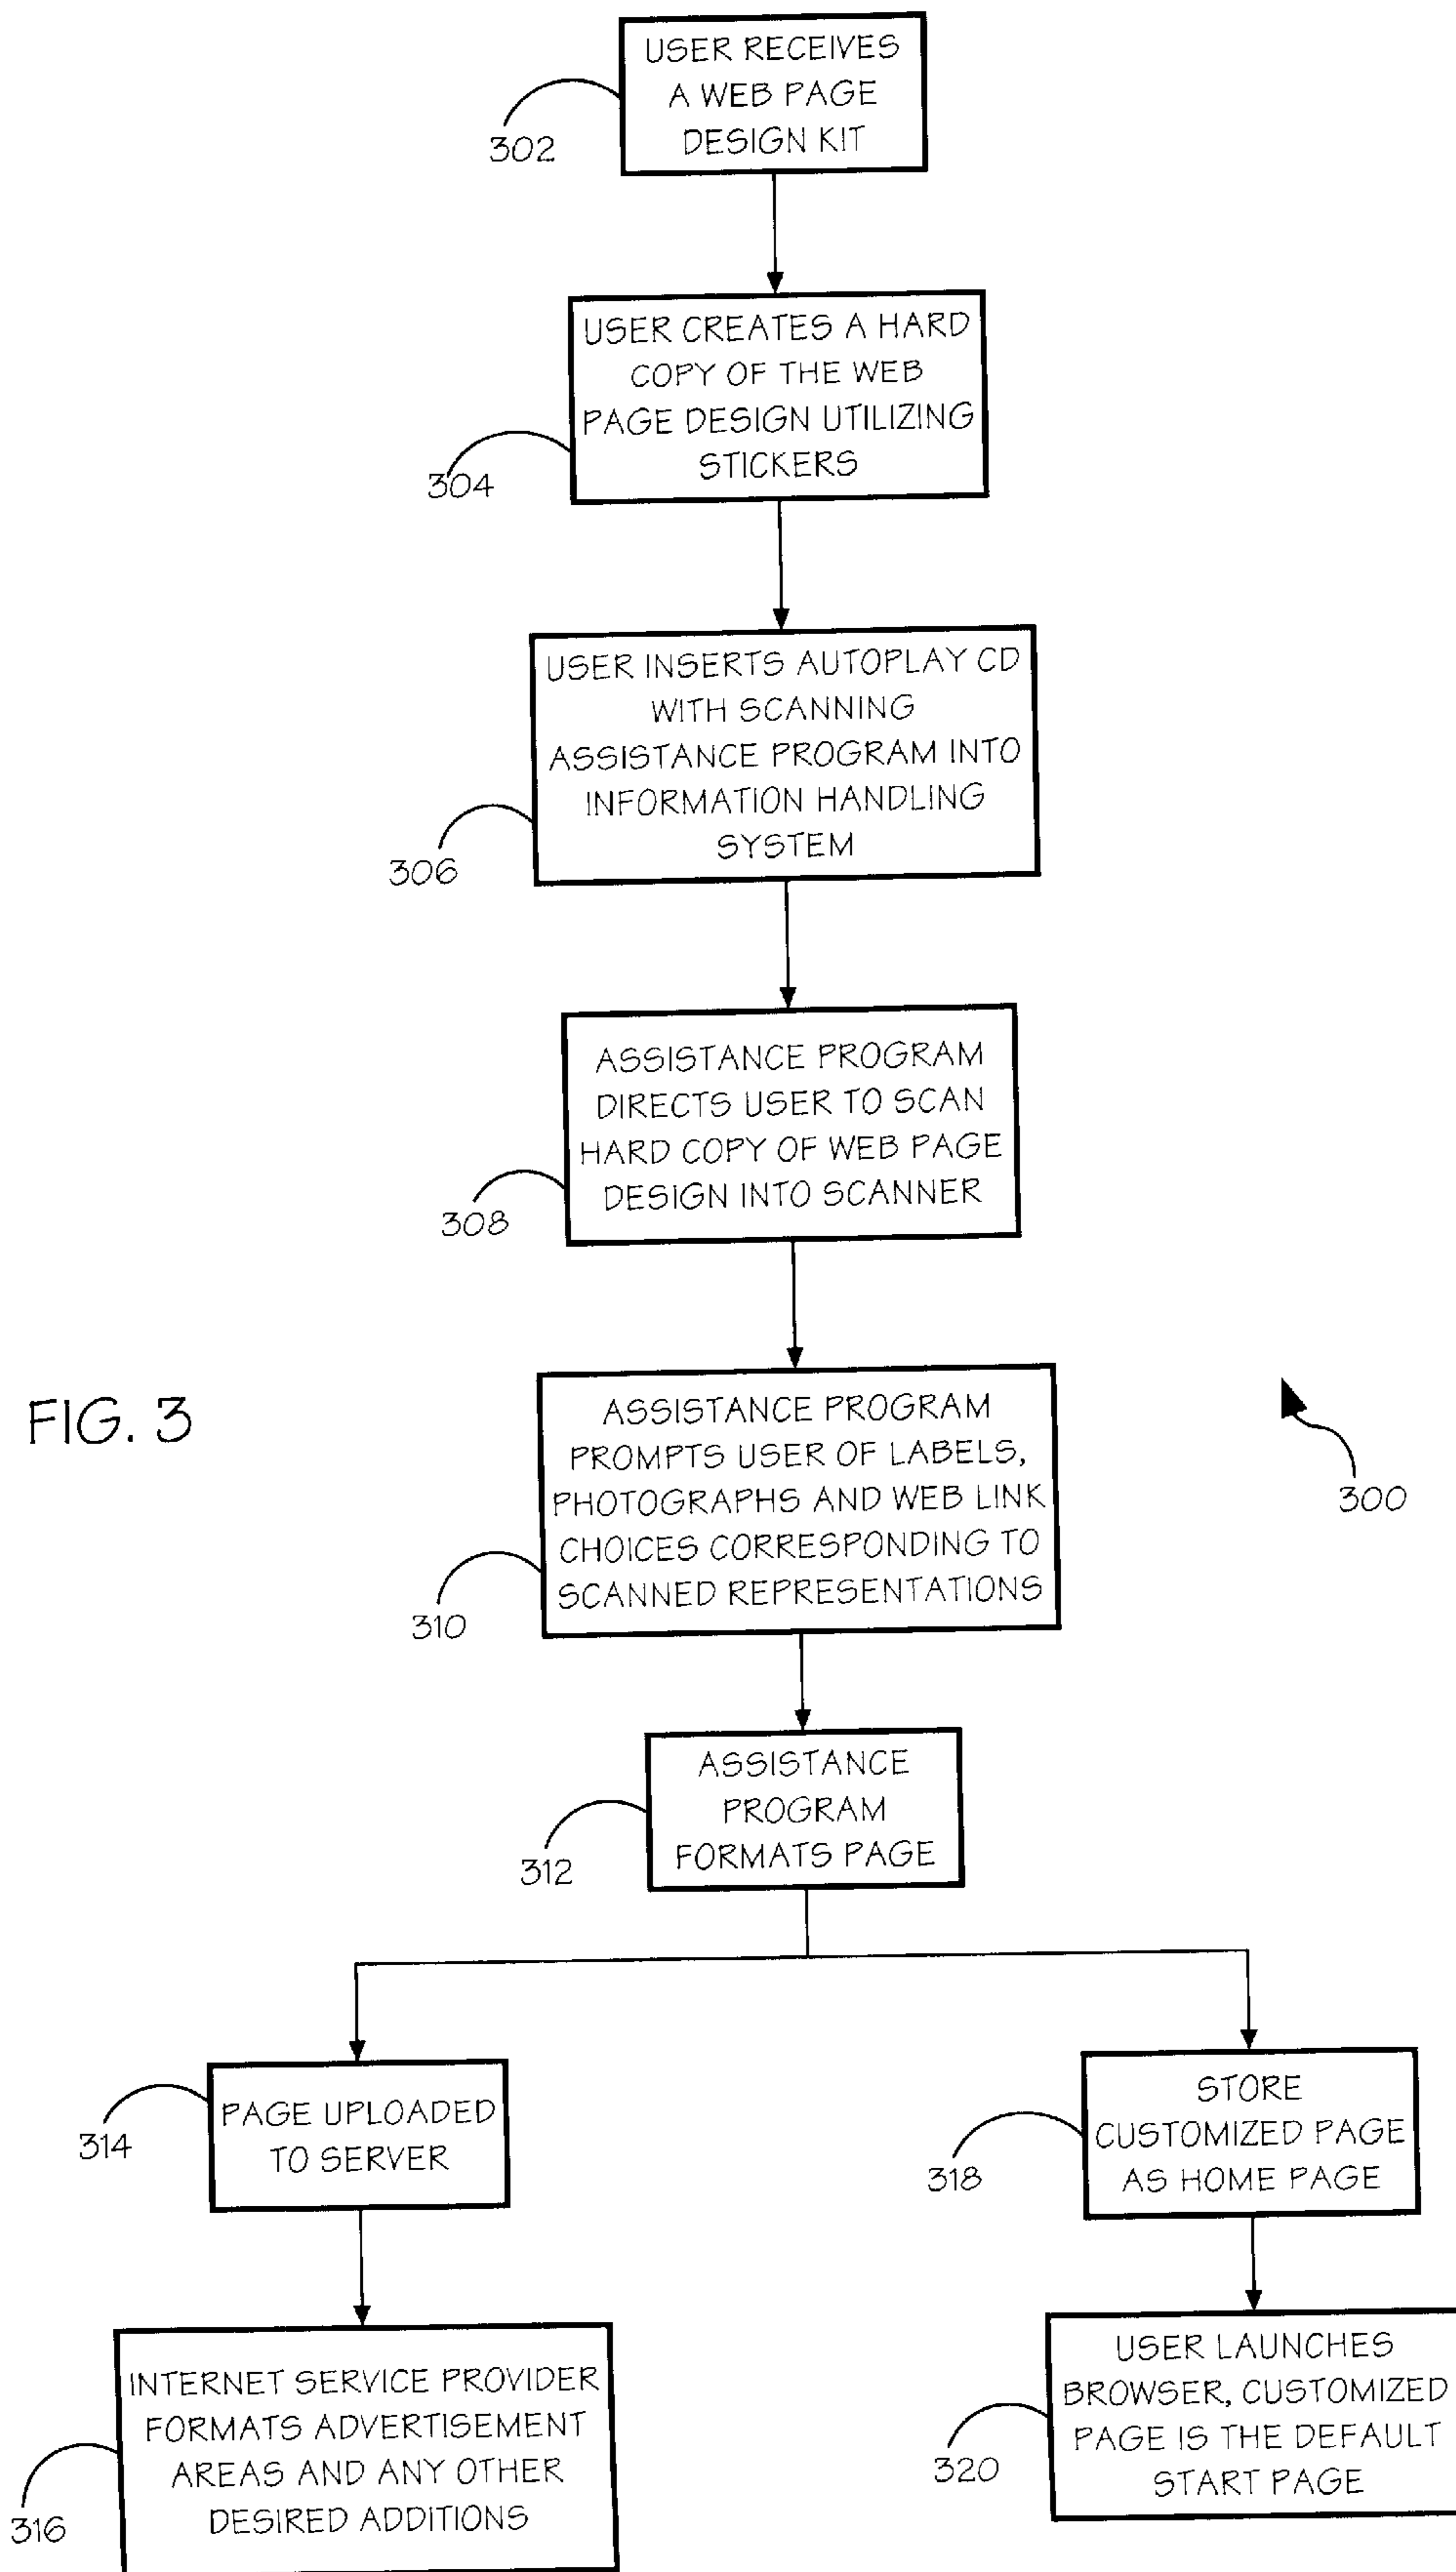 USER RECEIVES
A WEB PAGE
DESIGN KIT
302
USER CREATES A HARD
COPY OF THE WEB
PAGE DESIGN UTILIZING
STICKERS
304
USER INSERTS AUTOPLAY CD
WITH SCANNING
ASSISTANCE PROGRAM INTO
INFORMATION HANDLING
SYSTEM
306
ASSISTANCE PROGRAM
DIRECTS USER TO SCAN
HARD COPY OF WEB PAGE
DESIGN INTO SCANNER
308
FIG. 3
ASSISTANCE PROGRAM
PROMPTS USER OF LABELS,
PHOTOGRAPHS AND WEB LINK
CHOICES CORRESPONDING TO
SCANNED REPRESENTATIONS
310
300
ASSISTANCE
PROGRAM
FORMATS PAGE
312
PAGE UPLOADED
TO SERVER
314
STORE
CUSTOMIZED PAGE
AS HOME PAGE
318
INTERNET SERVICE PROVIDER
FORMATS ADVERTISEMENT
AREAS AND ANY OTHER
DESIRED ADDITIONS
316
USER LAUNCHES
BROWSER, CUSTOMIZED
PAGE IS THE DEFAULT
START PAGE
320